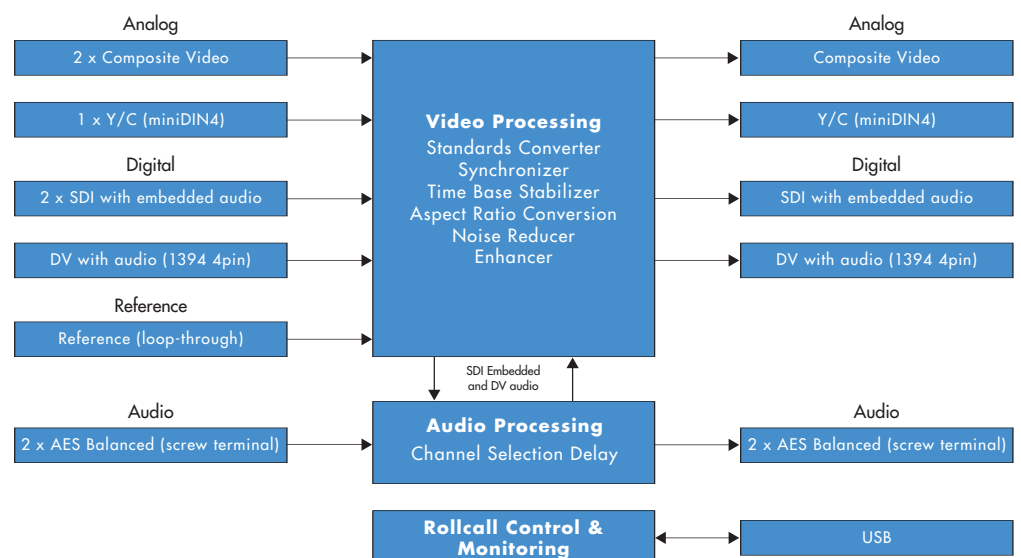 Analog
2 x Composite Video
1 x Y/C (miniDIN4)
Digital
2 x SDI with embedded audio
DV with audio (1394 4pin)
Reference
Reference (loop-through)
Audio
2 x AES Balanced (screw terminal)
Video Processing
Standards Converter
Synchronizer
Time Base Stabilizer
Aspect Ratio Conversion
Noise Reducer
Enhancer
SDI Embedded
and DV audio
Audio Processing
Channel Selection Delay
Rollcall Control &
Monitoring
Analog
Composite Video
Y/C (miniDIN4)
Digital
SDI with embedded audio
DV with audio (1394 4pin)
Audio
2 x AES Balanced (screw terminal)
USB